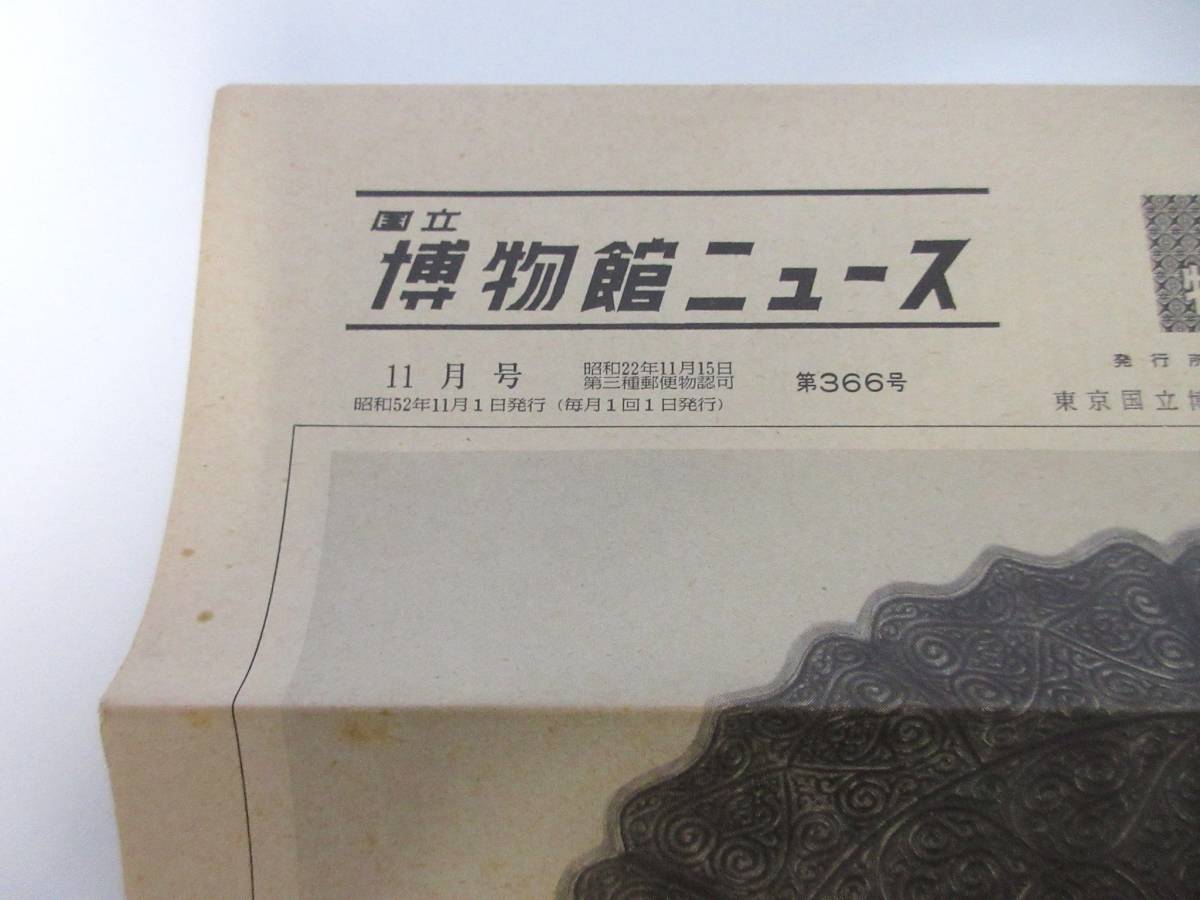 国立
博物館ニュース
11月号
昭和22年11月15日
第三種郵便物認可
第366号
昭和52年11月1日発行(毎月1回1日発行)
発行所
東京国立博